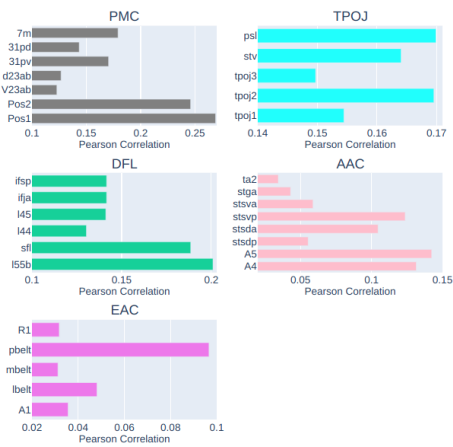 PMC
7m
31pd
31pv
d23ab
V23ab
Pos2
Pos1
0.1 0.15 0.2 0.25
Pearson Correlation
TPOJ
psl
stv
tpoj3
tpoj2
tpoj1
0.14 0.15 0.16 0.17
Pearson Correlation
DFL
ifsp
ifja
l45
l44
sfl
l55b
0.1 0.15 0.2
Pearson Correlation
AAC
ta2
stga
stsva
stsvp
stsda
stsdp
A5
A4
0.05 0.1 0.15
Pearson Correlation
EAC
R1
pbelt
mbelt
lbelt
A1
0.02 0.04 0.06 0.08 0.1
Pearson Correlation